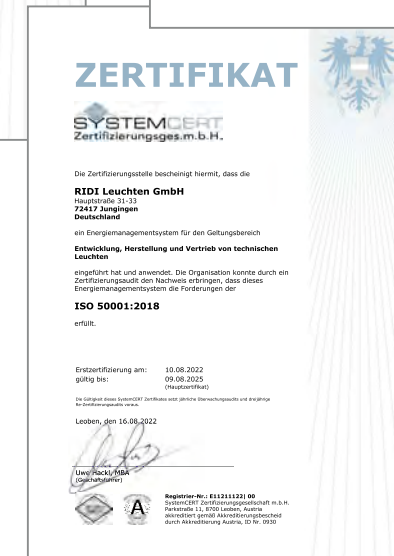 ZERTIFIKAT
SYSTEMCERT
Zertifizierungsges.m.b.H.
Die Zertifizierungsstelle bescheinigt hiermit, dass die
RIDI Leuchten GmbH
Hauptstraße 31-33
72417 Jungingen
Deutschland
ein Energiemanagementsystem für den Geltungsbereich
Entwicklung, Herstellung und Vertrieb von technischen
Leuchten
eingeführt hat und anwendet. Die Organisation konnte durch ein
Zertifizierungsaudit den Nachweis erbringen, dass dieses
Energiemanagementsystem die Forderungen der
ISO 50001:2018
erfüllt.
Erstzertifizierung am: 10.08.2022
gültig bis: 09.08.2025
(Hauptzertifikat)
Die Gültigkeit dieses SystemCERT Zertifikates setzt jährliche Überwachungsaudits und dreijährige
Re-Zertifizierungsaudits voraus.
Leoben, den 16.08.2022
Uwe Hackl, MBA
(Geschäftsführer)
Registrier-Nr.: E11211122| 00
SystemCERT Zertifizierungsgesellschaft m.b.H.
Parkstraße 11, 8700 Leoben, Austria
akkreditiert gemäß Akkreditierungsbescheid
durch Akkreditierung Austria, ID Nr. 0930